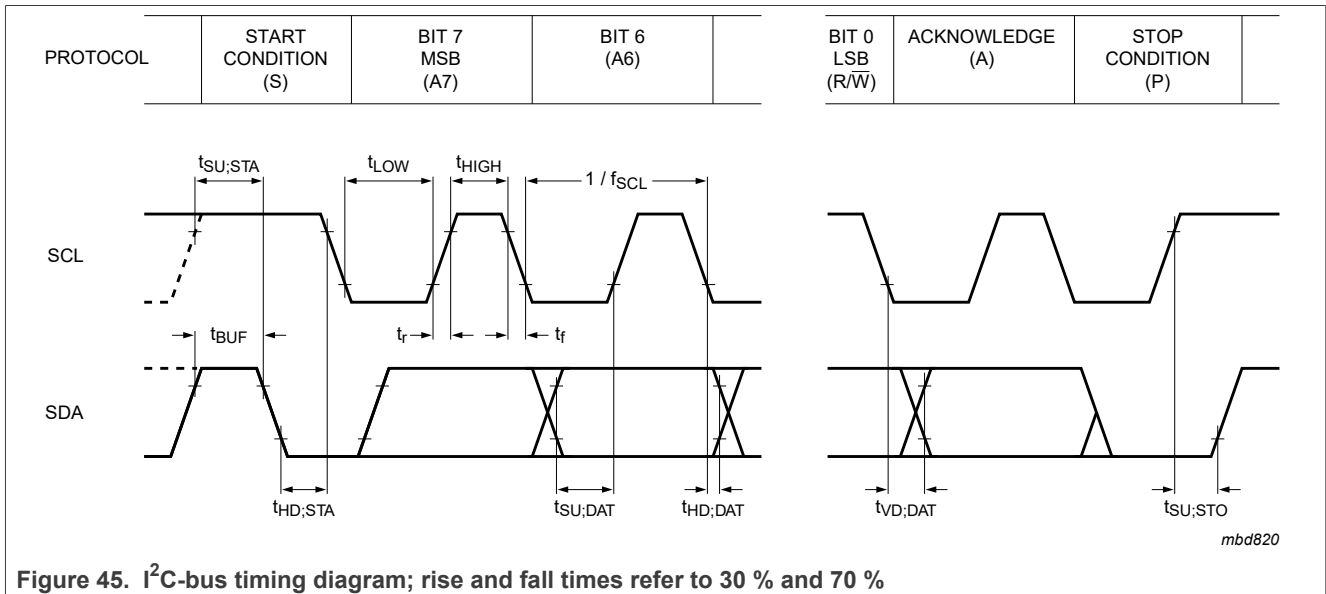 PROTOCOL
START
CONDITION
(S)
BIT 7
MSB
(A7)
BIT 6
(A6)
BIT 0
LSB
(R/W̅)
ACKNOWLEDGE
(A)
STOP
CONDITION
(P)
tSU;STA
tLOW
tHIGH
1 / fSCL
SCL
tBUF
tr
tf
SDA
tHD;STA
tSU;DAT
tHD;DAT
tVD;DAT
tSU;STO
mbd820
Figure 45. I²C-bus timing diagram; rise and fall times refer to 30 % and 70 %